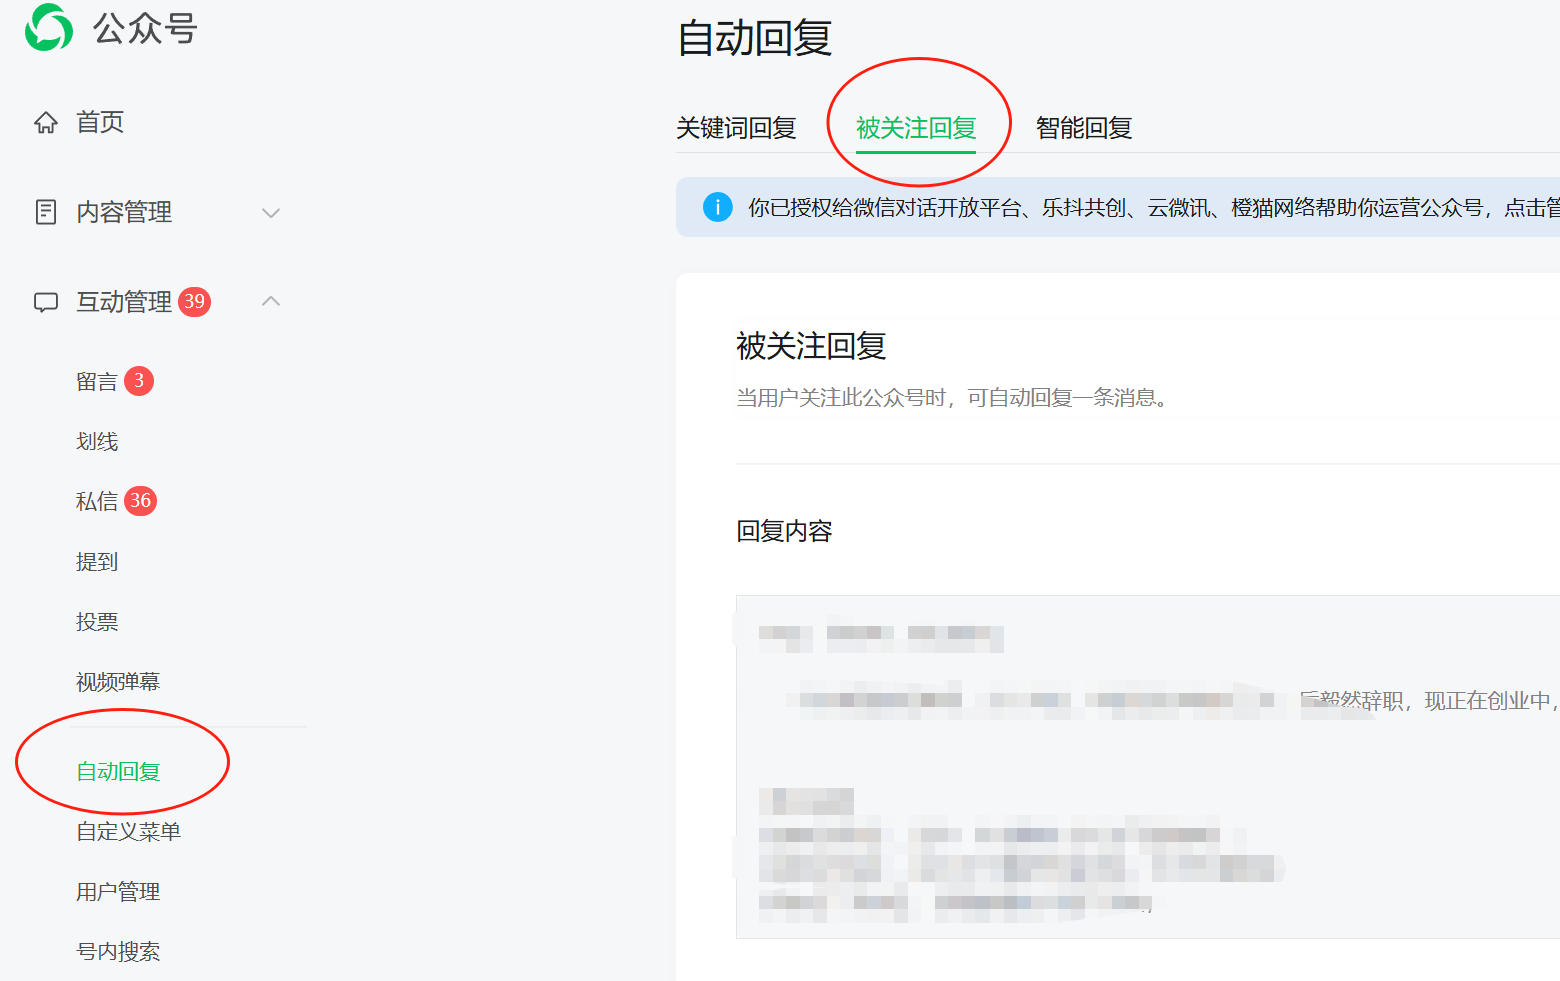 公众号
首页
内容管理
互动管理 39
留言 3
划线
私信 36
提到
投票
视频弹幕
自动回复
自定义菜单
用户管理
号内搜索
自动回复
关键词回复 被关注回复 智能回复
你已授权给微信对话开放平台、乐抖共创、云微讯、橙猫网络帮助你运营公众号，点击管
被关注回复
当用户关注此公众号时，可自动回复一条消息。
回复内容
后毅然辞职，现正在创业中，